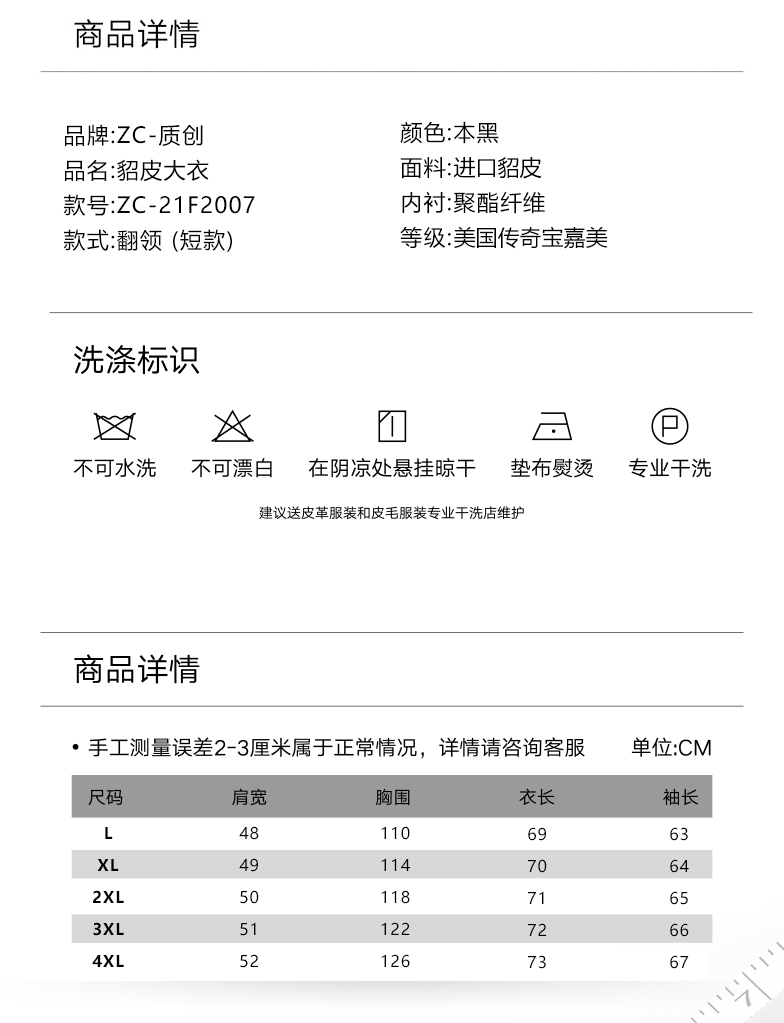 商品详情
品牌:ZC-质创
颜色:本黑
品名:貂皮大衣
面料:进口貂皮
款号:ZC-21F2007
内衬:聚酯纤维
款式:翻领 (短款)
等级:美国传奇宝嘉美
洗涤标识
P
不可水洗 不可漂白 在阴凉处悬挂晾干 垫布熨烫 专业干洗
建议送皮革服装和皮毛服装专业干洗店维护
商品详情
• 手工测量误差2-3厘米属于正常情况，详情请咨询客服 单位:CM
尺码 肩宽 胸围 衣长 袖长
L 48 110 69 63
XL 49 114 70 64
2XL 50 118 71 65
3XL 51 122 72 66
4XL 52 126 73 67
7